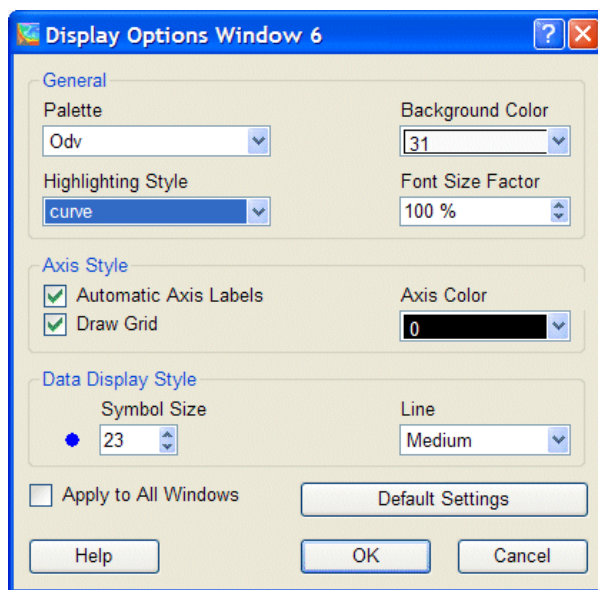 Display Options Window 6
General
Palette
Background Color
Odv
31
Highlighting Style
Font Size Factor
curve
100 %
Axis Style
Automatic Axis Labels
Axis Color
Draw Grid
0
Data Display Style
Symbol Size
Line
23
Medium
Apply to All Windows
Default Settings
Help
OK
Cancel